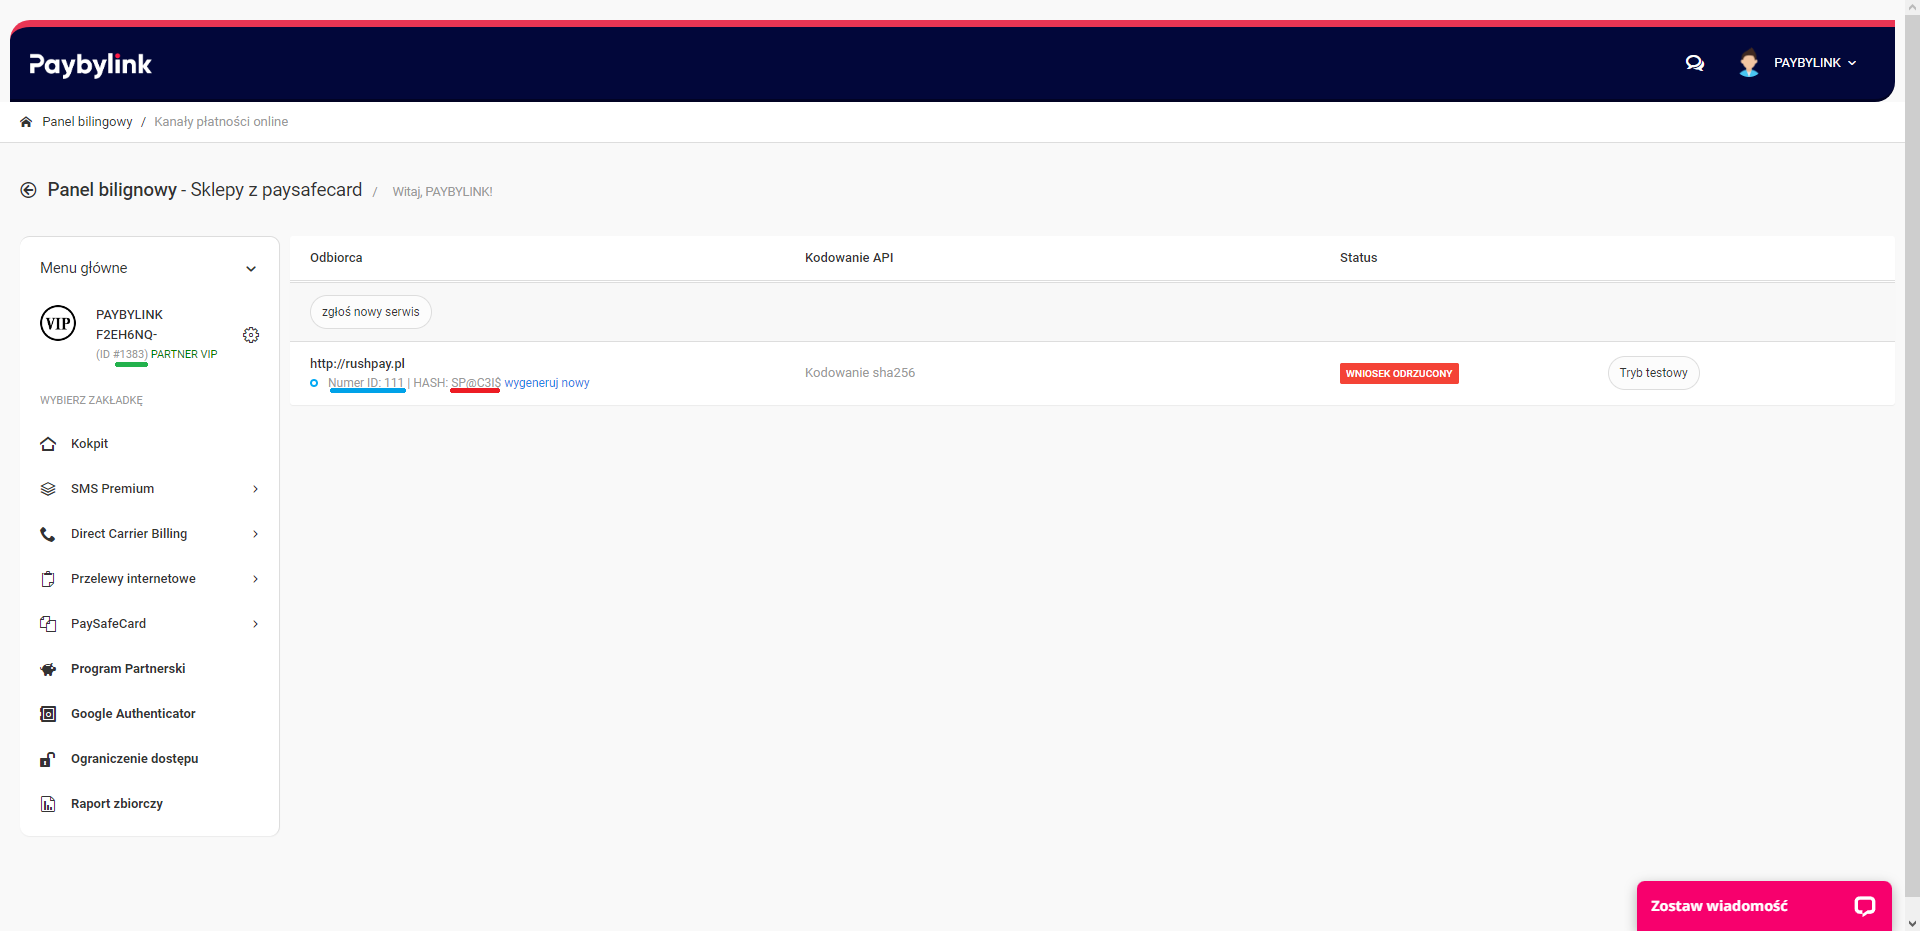 Paybylink
PAYBYLINK
Panel bilingowy / Kanały płatności online
Panel bilignowy - Sklepy z paysafecard / Witaj, PAYBYLINK!
Menu główne
VIP
PAYBYLINK
F2EH6NQ-
(ID #1383) PARTNER VIP
WYBIERZ ZAKŁADKĘ
Kokpit
SMS Premium
Direct Carrier Billing
Przelewy internetowe
PaySafeCard
Program Partnerski
Google Authenticator
Ograniczenie dostępu
Raport zbiorczy
Odbiorca Kodowanie API Status
zgłoś nowy serwis
http://rushpay.pl
Numer ID: 111 | HASH: SP@C3I$ wygeneruj nowy
Kodowanie sha256
WNIOSEK ODRZUCONY
Tryb testowy
Zostaw wiadomość